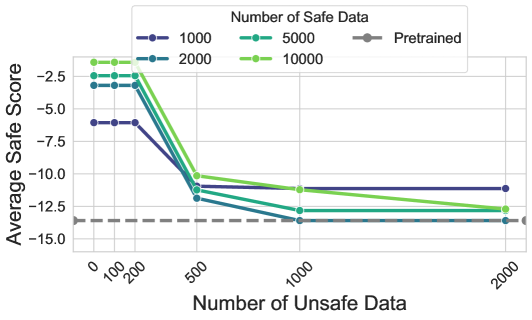 Number of Safe Data
1000 5000 Pretrained
2000 10000
Average Safe Score
−2.5
−5.0
−7.5
−10.0
−12.5
−15.0
0 100 200 500 1000 2000
Number of Unsafe Data